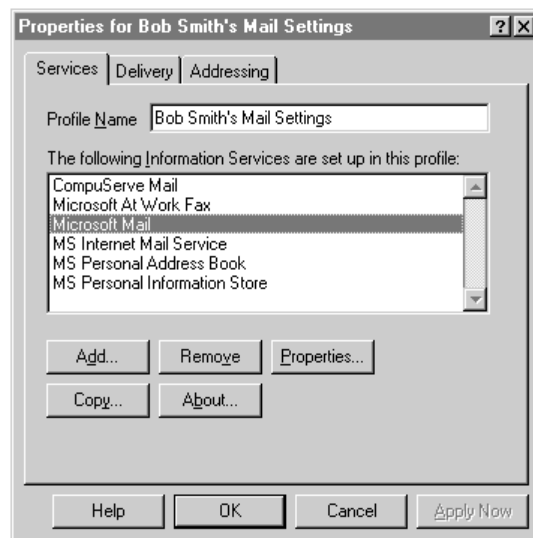 Properties for Bob Smith's Mail Settings
Services Delivery Addressing
Profile Name Bob Smith's Mail Settings
The following Information Services are set up in this profile:
CompuServe Mail
Microsoft At Work Fax
Microsoft Mail
MS Internet Mail Service
MS Personal Address Book
MS Personal Information Store
Add... Remove Properties...
Copy... About...
Help OK Cancel Apply Now